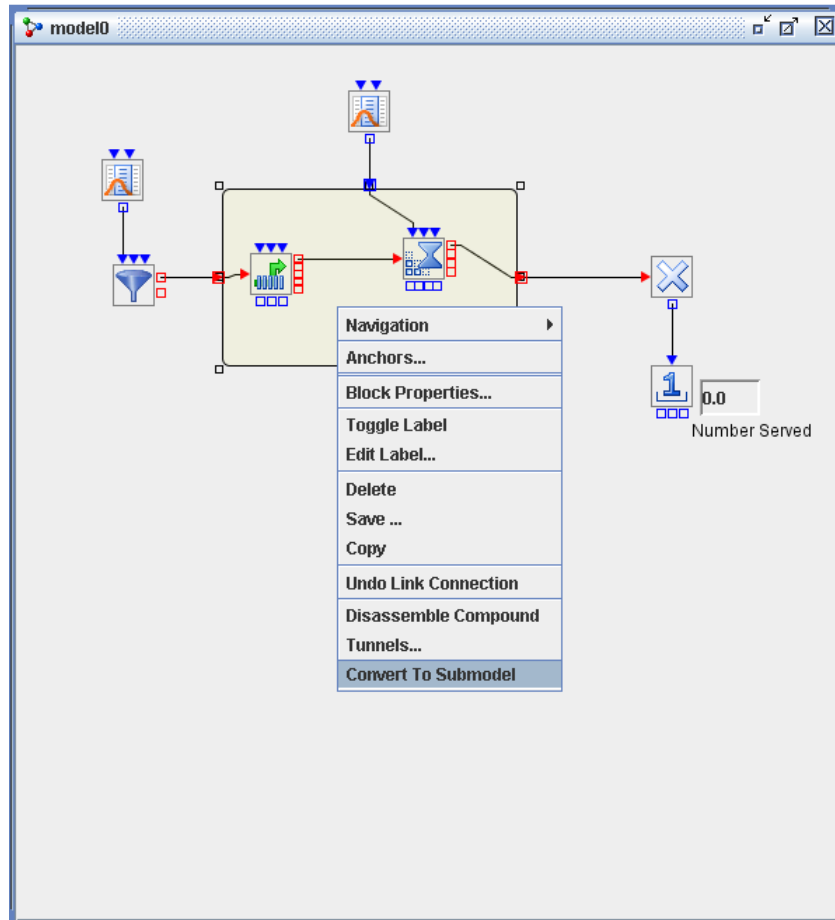 model0
Navigation
Anchors...
Block Properties...
Toggle Label
Edit Label...
Delete
Save ...
Copy
Undo Link Connection
Disassemble Compound
Tunnels...
Convert To Submodel
1
0.0
Number Served